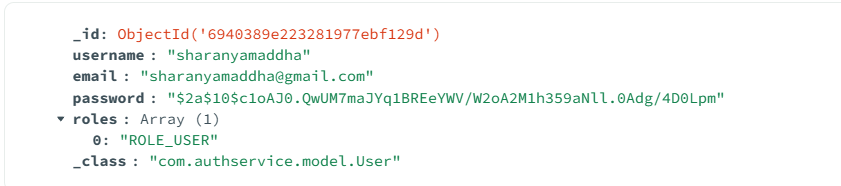 _id: ObjectId('6940389e223281977ebf129d')
username : "sharanyamaddha"
email : "sharanyamaddha@gmail.com"
password : "$2a$10$c1oAJ0.QwUM7maJYq1BREeYWV/W2oA2M1h359aNll.0Adg/4D0Lpm"
roles : Array (1)
0: "ROLE_USER"
_class : "com.authservice.model.User"